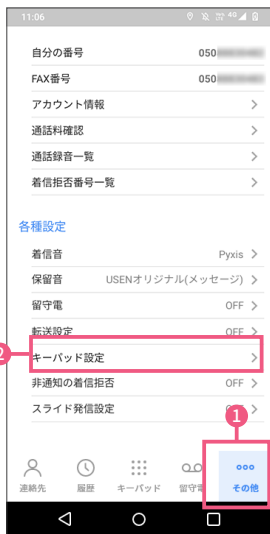 11:06 4G
自分の番号 050
FAX番号 050
アカウント情報
通話料確認
通話録音一覧
着信拒否番号一覧
各種設定
着信音 Pyxis
保留音 USENオリジナル(メッセージ)
留守電 OFF
転送設定 OFF
2
キーパッド設定
非通知の着信拒否 OFF
スライド発信設定
1
連絡先 履歴 キーパッド 留守電 その他